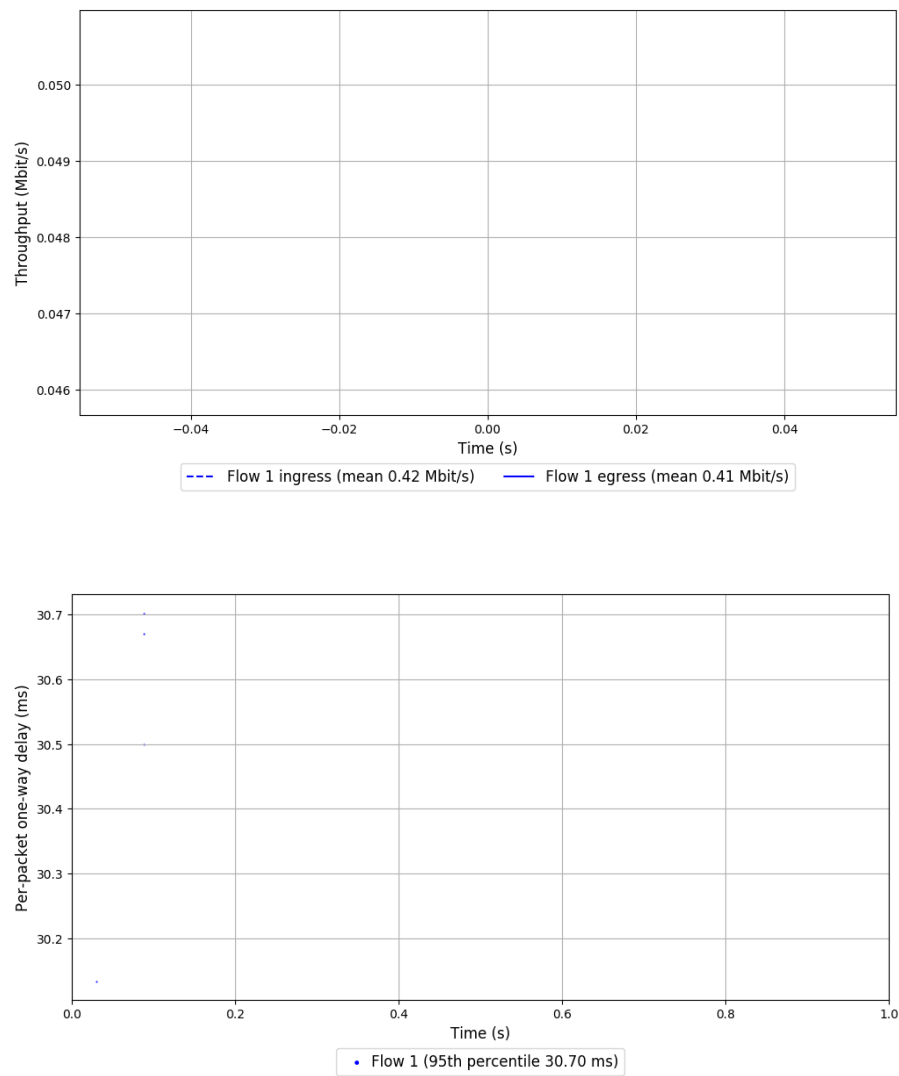 0.050
0.049
0.048
0.047
0.046
Throughput (Mbit/s)
−0.04 −0.02 0.00 0.02 0.04
Time (s)
Flow 1 ingress (mean 0.42 Mbit/s) Flow 1 egress (mean 0.41 Mbit/s)
30.7
30.6
30.5
30.4
30.3
30.2
Per-packet one-way delay (ms)
0.0 0.2 0.4 0.6 0.8 1.0
Time (s)
Flow 1 (95th percentile 30.70 ms)